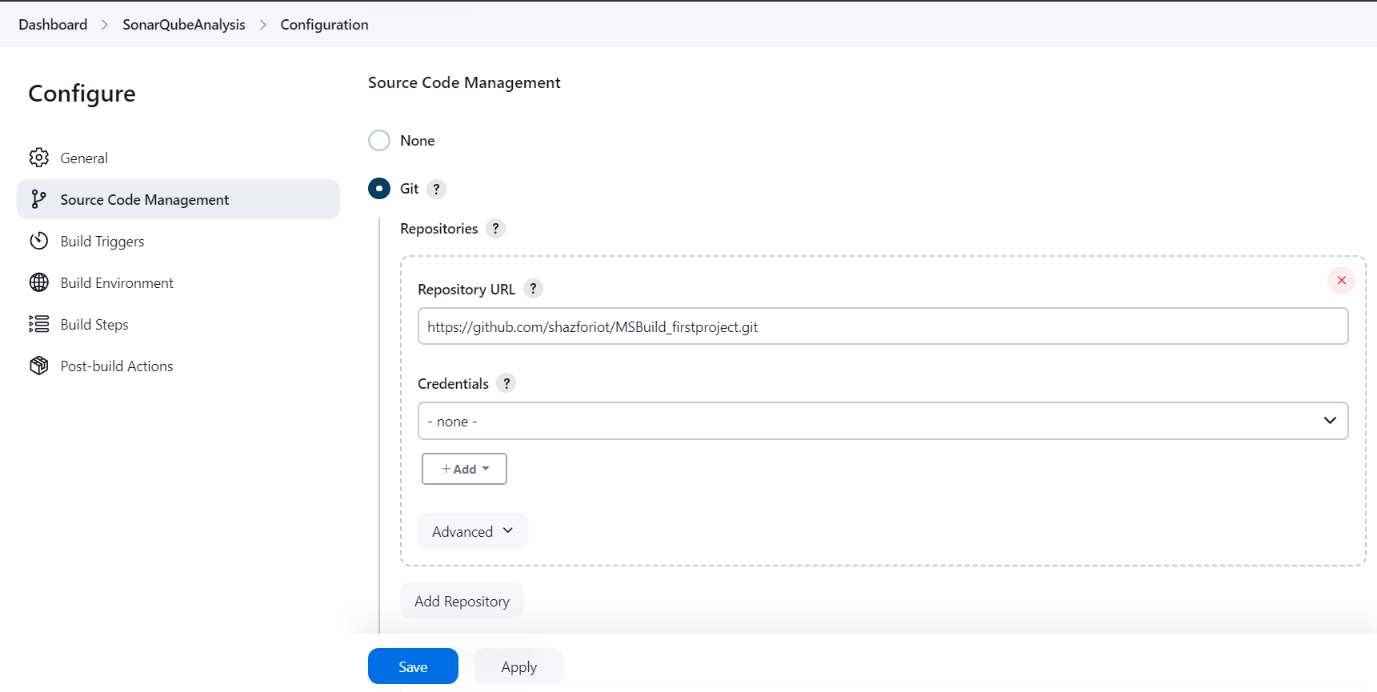 Dashboard > SonarQubeAnalysis > Configuration
Configure
General
Source Code Management
Build Triggers
Build Environment
Build Steps
Post-build Actions
Source Code Management
None
Git ?
Repositories ?
Repository URL ?
https://github.com/shazforiot/MSBuild_firstproject.git
Credentials ?
- none -
+ Add
Advanced
Add Repository
Save
Apply